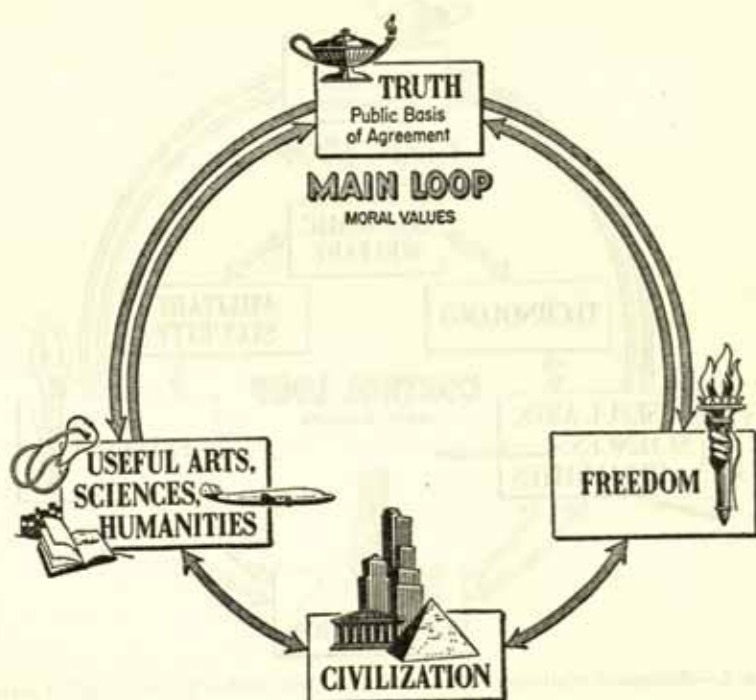 TRUTH
Public Basis
of Agreement
MAIN LOOP
MORAL VALUES
USEFUL ARTS,
SCIENCES,
HUMANITIES
FREEDOM
CIVILIZATION